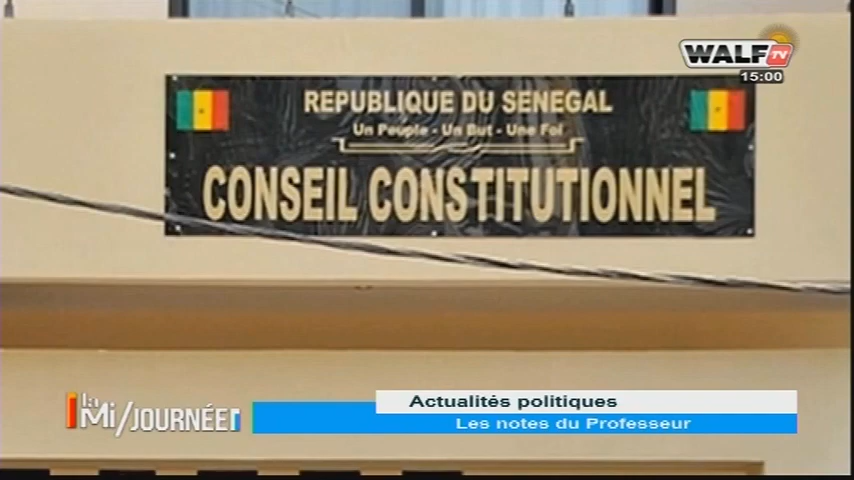 WALF TV
15:00
REPUBLIQUE DU SENEGAL
Un Peuple - Un But - Une Foi
CONSEIL CONSTITUTIONNEL
la
Mi/JOURNÉE
Actualités politiques
Les notes du Professeur